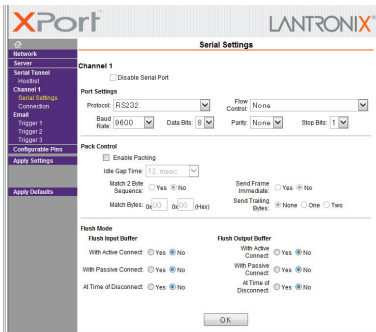 XPort LANTRONIX
Serial Settings
Network
Server
Serial Tunnel
Hostlist
Channel 1
Serial Settings
Connection
Email
Trigger 1
Trigger 2
Trigger 3
Configurable Pins
Apply Settings
Apply Defaults
Channel 1
Disable Serial Port
Port Settings
Protocol: RS232 Flow Control: None
Baud Rate: 9600 Data Bits: 8 Parity: None Stop Bits: 1
Pack Control
Enable Packing
Idle Gap Time: 12 msec
Match 2 Byte Sequence: Yes No Send Frame Immediate: Yes No
Match Bytes: 0x00 0x00 (Hex) Send Trailing Bytes: None One Two
Flush Mode
Flush Input Buffer Flush Output Buffer
With Active Connect: Yes No With Active Connect: Yes No
With Passive Connect: Yes No With Passive Connect: Yes No
At Time of Disconnect: Yes No At Time of Disconnect: Yes No
OK